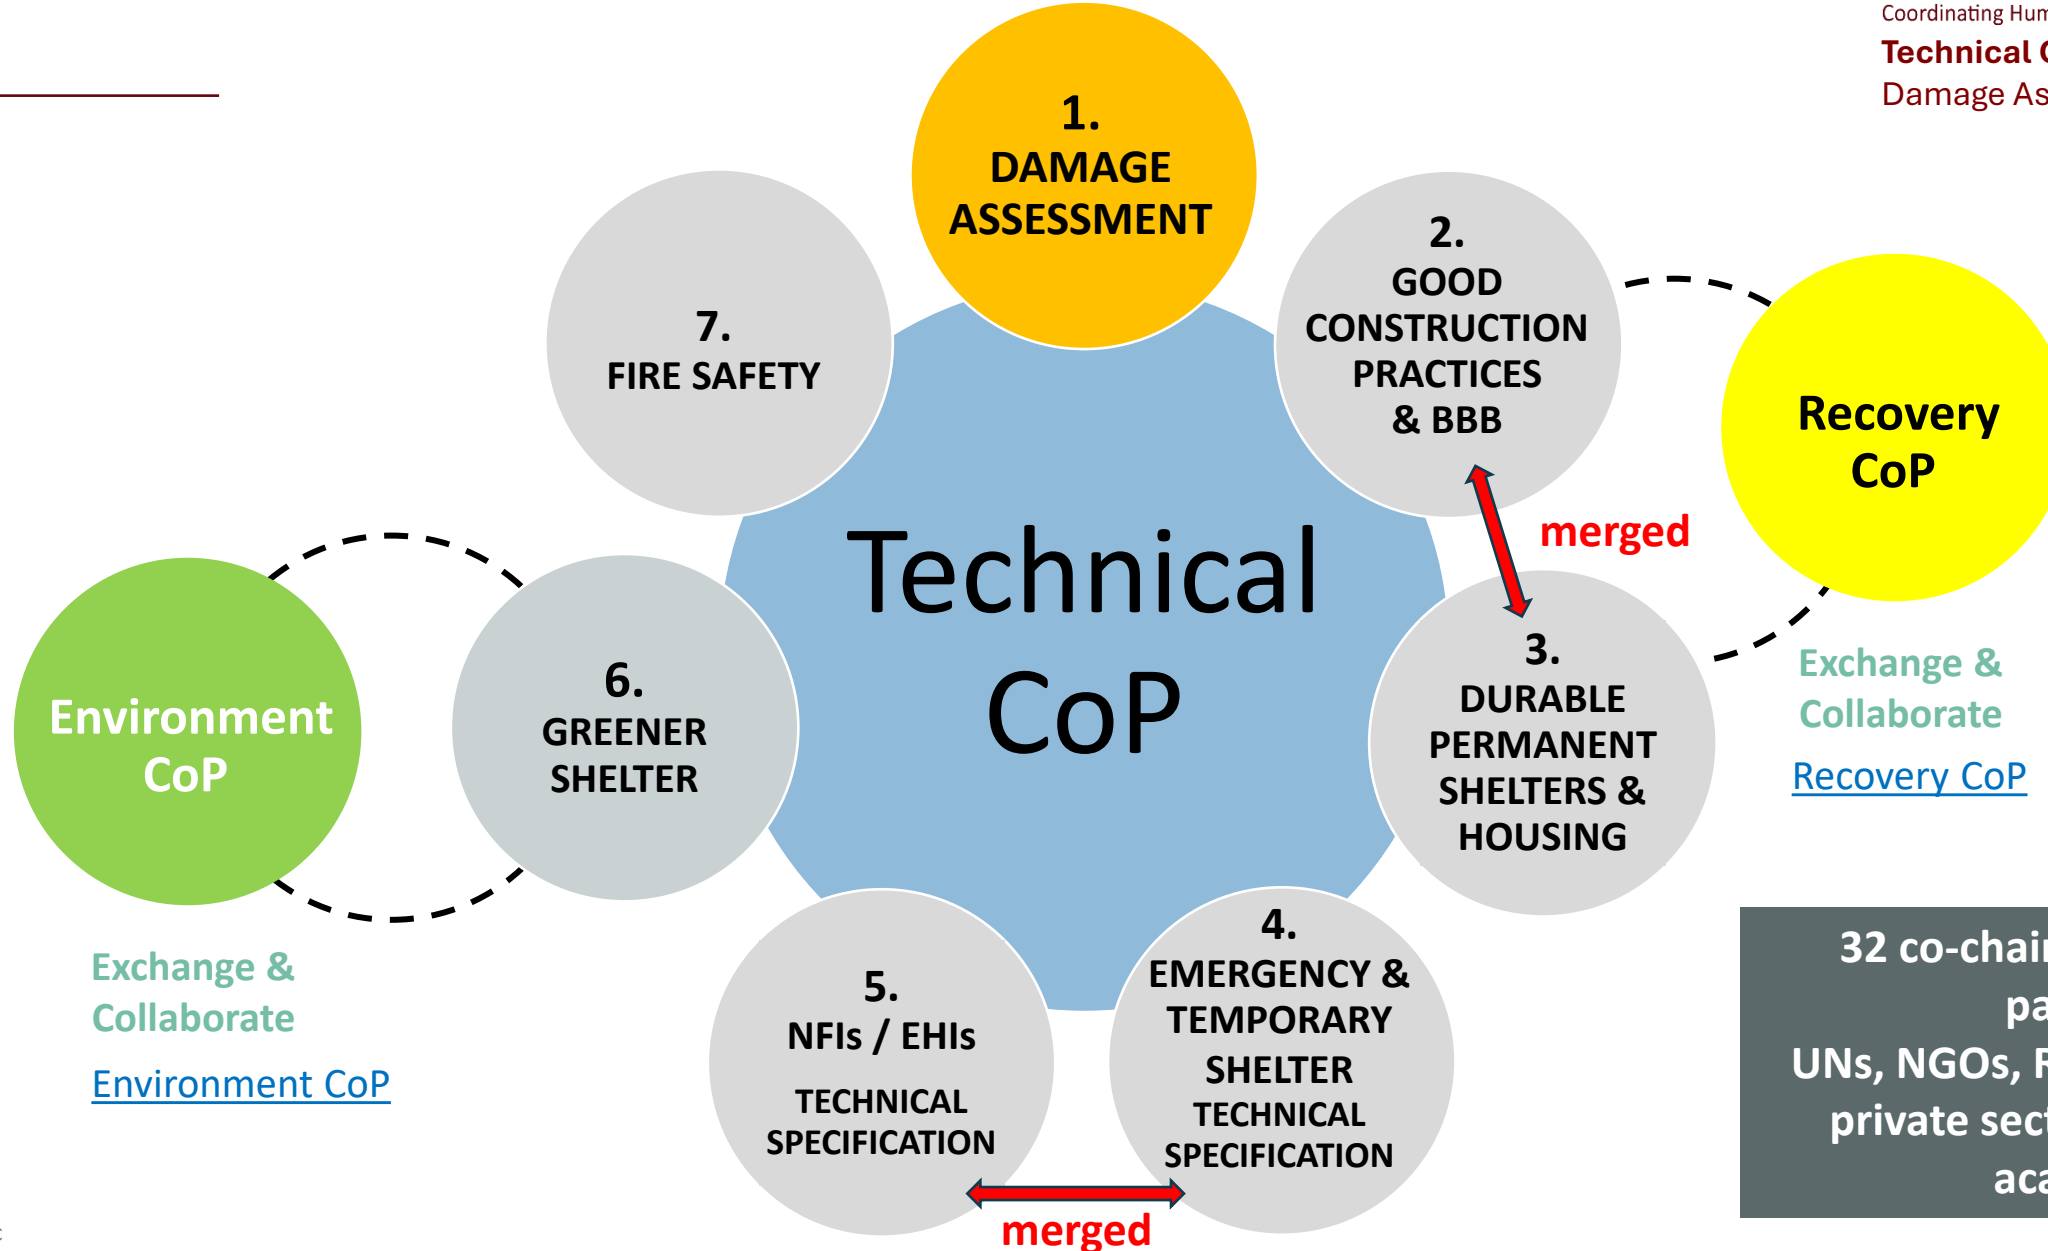 Coordinating Hum
Technical
Damage As
1.
DAMAGE
ASSESSMENT
2.
GOOD
CONSTRUCTION
PRACTICES
& BBB
7.
FIRE SAFETY
Recovery
CoP
merged
Technical
CoP
3.
DURABLE
PERMANENT
SHELTERS &
HOUSING
Exchange &
Collaborate
Recovery CoP
6.
GREENER
SHELTER
Environment
CoP
Exchange &
Collaborate
Environment CoP
5.
NFIs / EHIs
TECHNICAL
SPECIFICATION
4.
EMERGENCY &
TEMPORARY
SHELTER
TECHNICAL
SPECIFICATION
merged
32 co-chair
pa
UNs, NGOs, R
private sect
aca
c